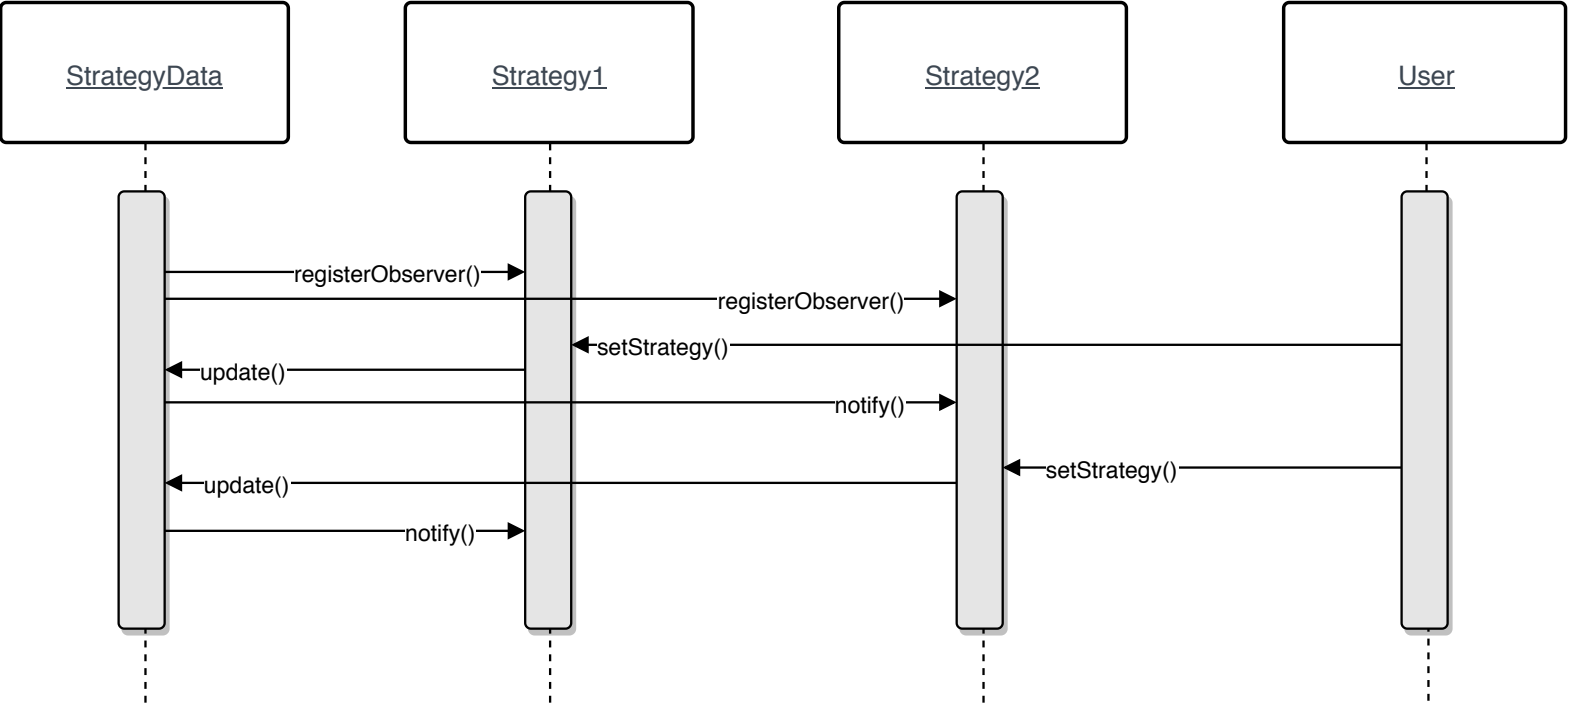 StrategyData
Strategy1
Strategy2
User
registerObserver()
registerObserver()
setStrategy()
update()
notify()
setStrategy()
update()
notify()